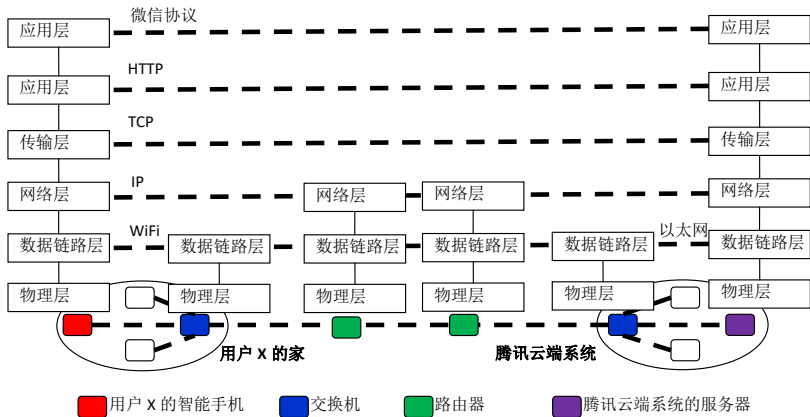 微信协议
应用层
应用层
HTTP
应用层
应用层
TCP
传输层
传输层
IP
网络层
网络层
网络层
网络层
WiFi
以太网
数据链路层
数据链路层
数据链路层
数据链路层
数据链路层
数据链路层
物理层
物理层
物理层
物理层
物理层
物理层
用户 X 的家
腾讯云端系统
用户 X 的智能手机
交换机
路由器
腾讯云端系统的服务器